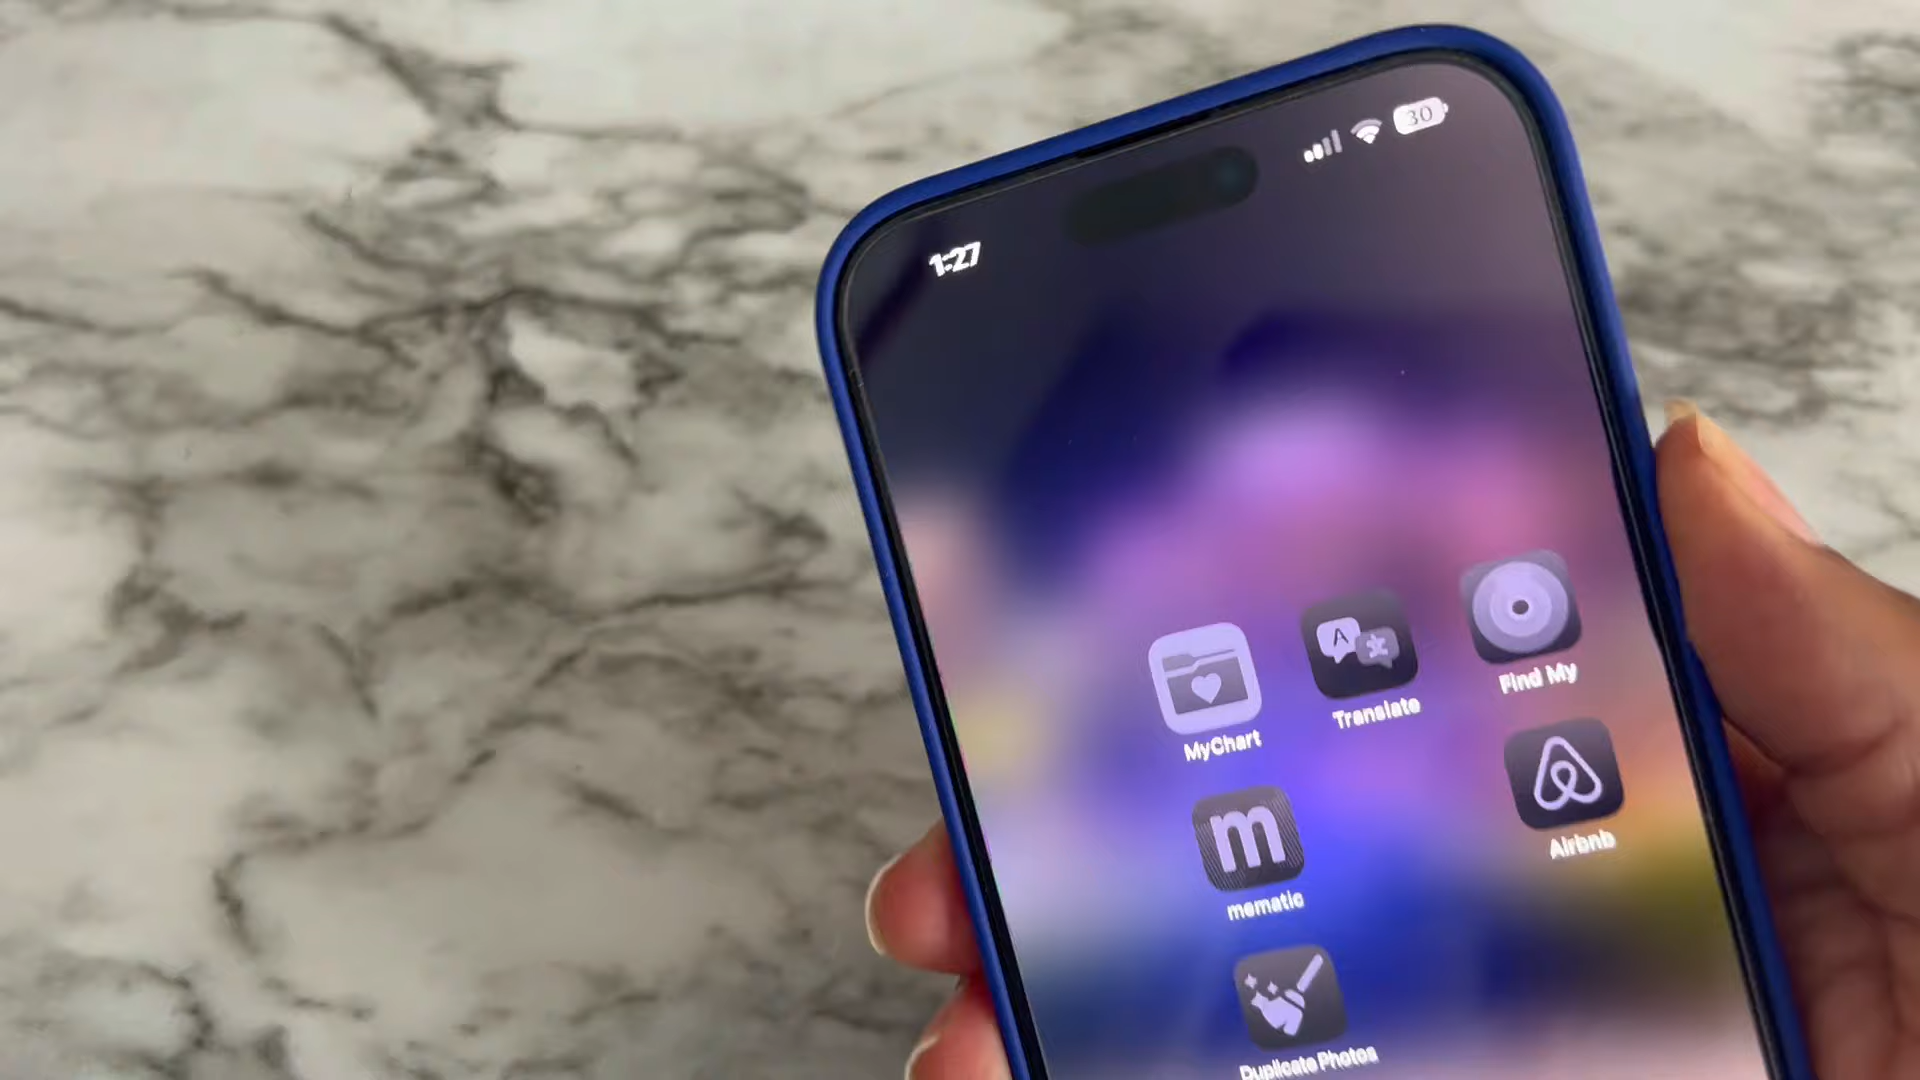 30
1:27
MyChart
Translate
Find My
m
mematic
Airbnb
Duplicate Photos